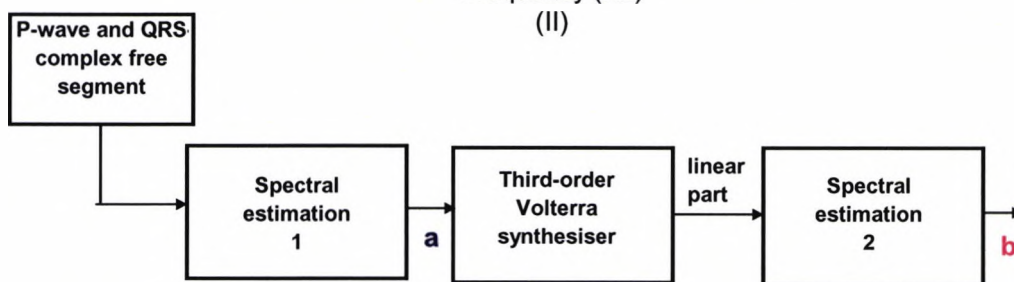 (II)
P-wave and QRS-
complex free
segment
Spectral
estimation
1
a
Third-order
Volterra
synthesiser
linear
part
Spectral
estimation
2
b